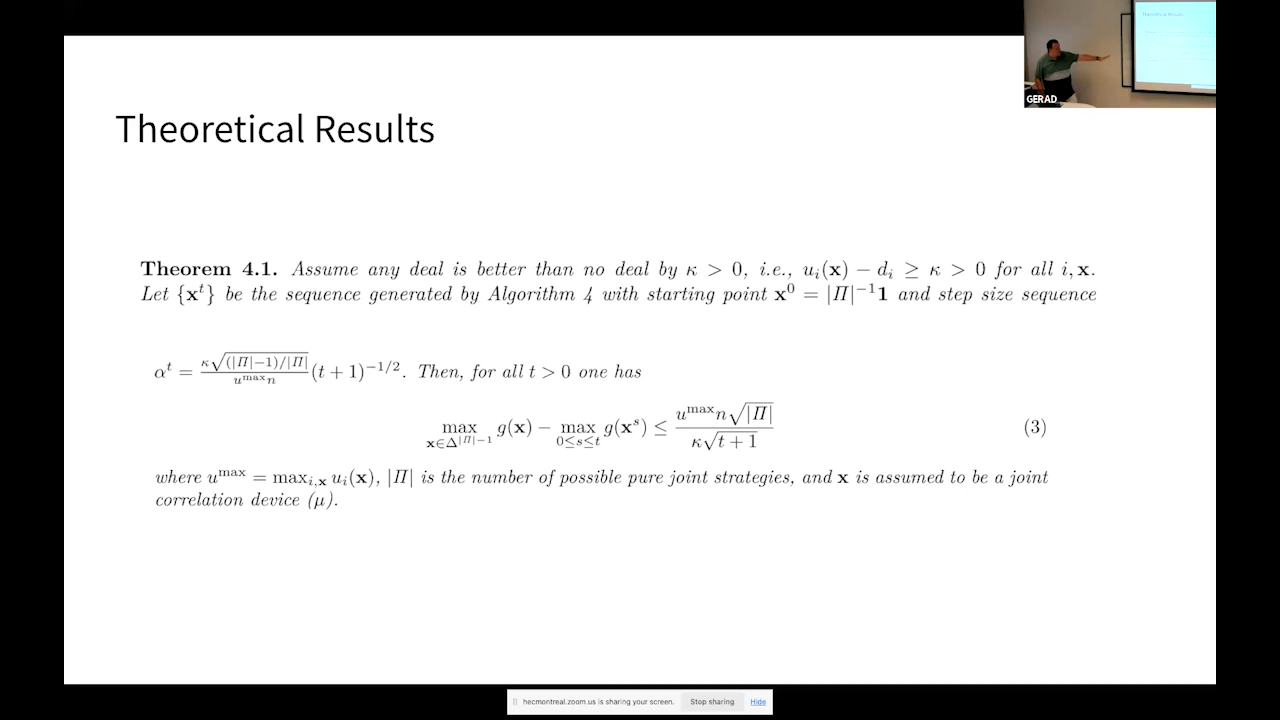 Theoretical Results
GERAD
Theoretical Results
Theorem 4.1. Assume any deal is better than no deal by κ > 0, i.e., u_i(𝐱) − d_i ≥ κ > 0 for all i, 𝐱.
Let {𝐱^t} be the sequence generated by Algorithm 4 with starting point 𝐱^0 = |Π|^{−1}𝟏 and step size sequence
α^t = κ√((|Π|−1)/|Π|) / (u^max n) (t + 1)^{−1/2}. Then, for all t > 0 one has
max_{𝐱∈Δ^{|Π|−1}} g(𝐱) − max_{0≤s≤t} g(𝐱^s) ≤ u^max n√|Π| / (κ√(t + 1)) (3)
where u^max = max_{i,𝐱} u_i(𝐱), |Π| is the number of possible pure joint strategies, and 𝐱 is assumed to be a joint
correlation device (μ).
hecmontreal.zoom.us is sharing your screen. Stop sharing Hide